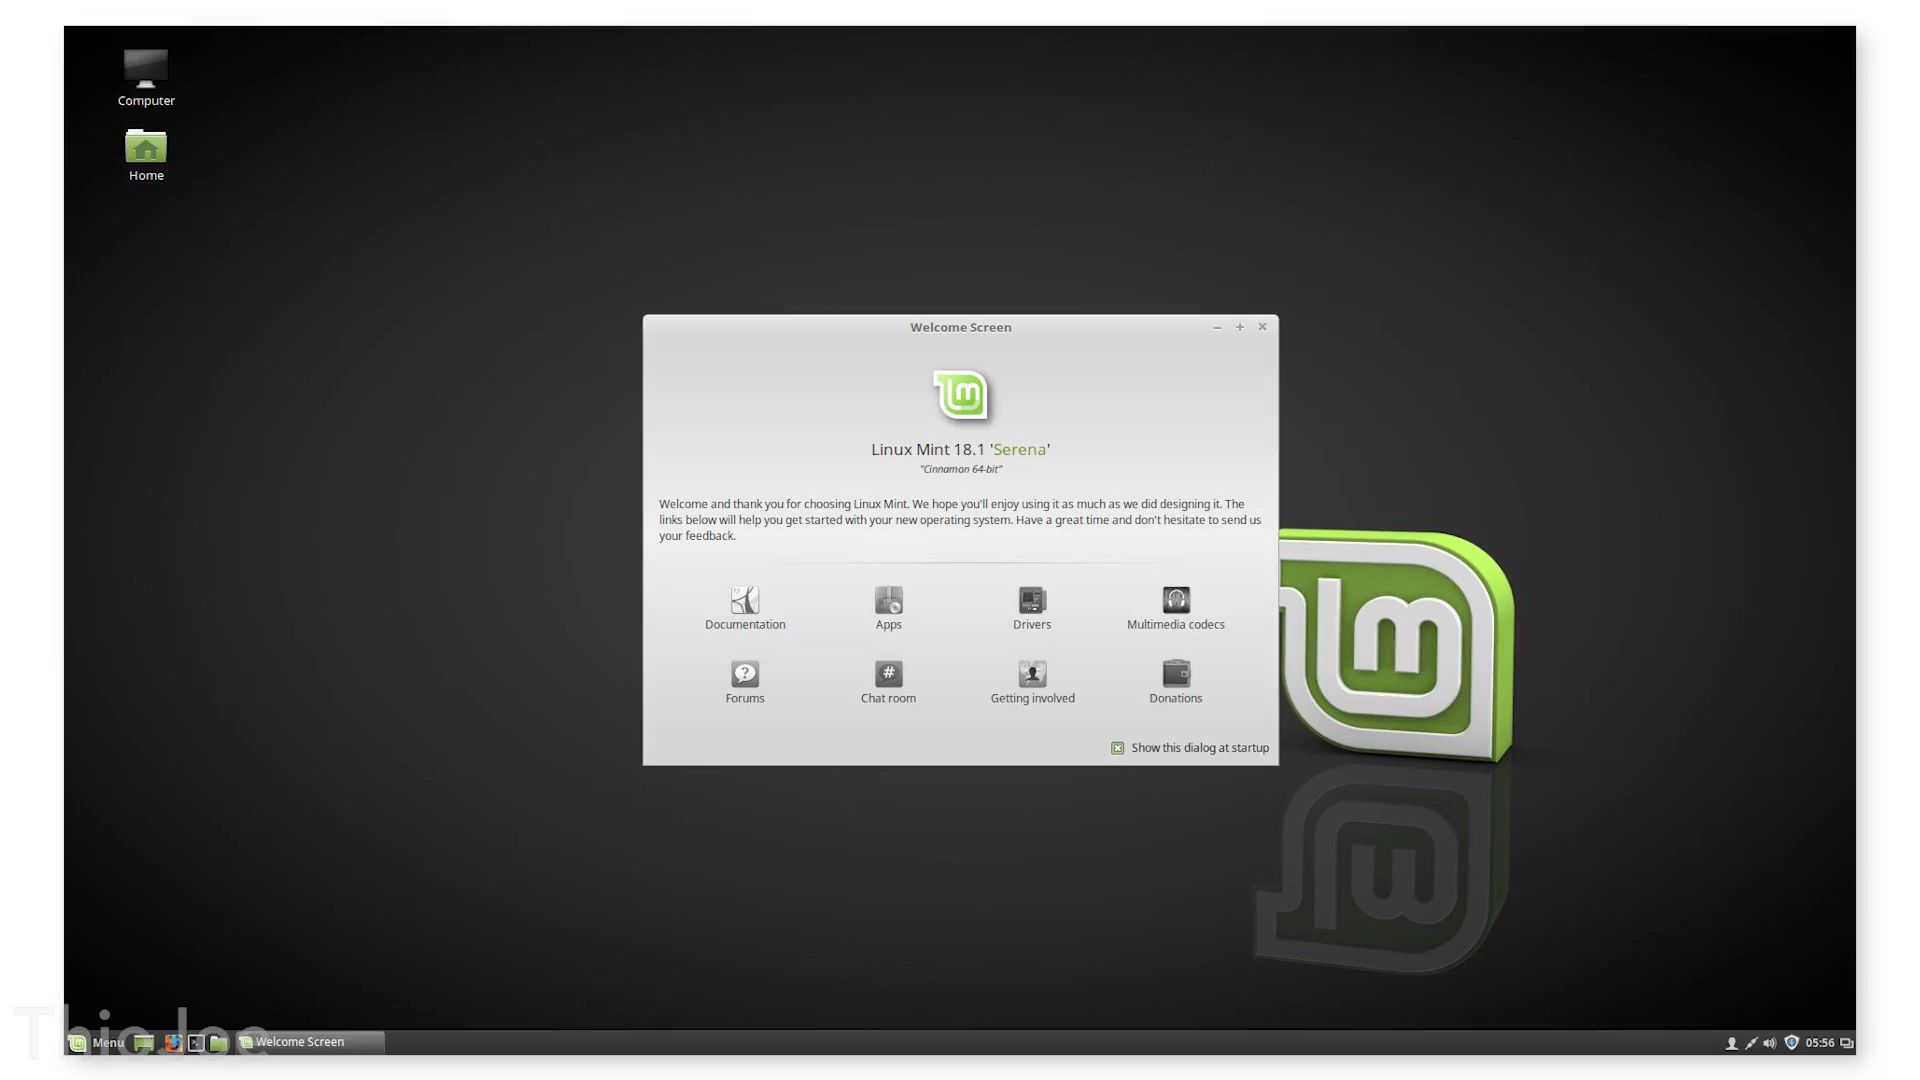 Computer
Home
Welcome Screen
Linux Mint 18.1 'Serena'
"Cinnamon 64-bit"
Welcome and thank you for choosing Linux Mint. We hope you'll enjoy using it as much as we did designing it. The
links below will help you get started with your new operating system. Have a great time and don't hesitate to send us
your feedback.
Documentation
Apps
Drivers
Multimedia codecs
Forums
Chat room
Getting involved
Donations
Show this dialog at startup
lm
ThioJoe
Menu
Welcome Screen
05:56